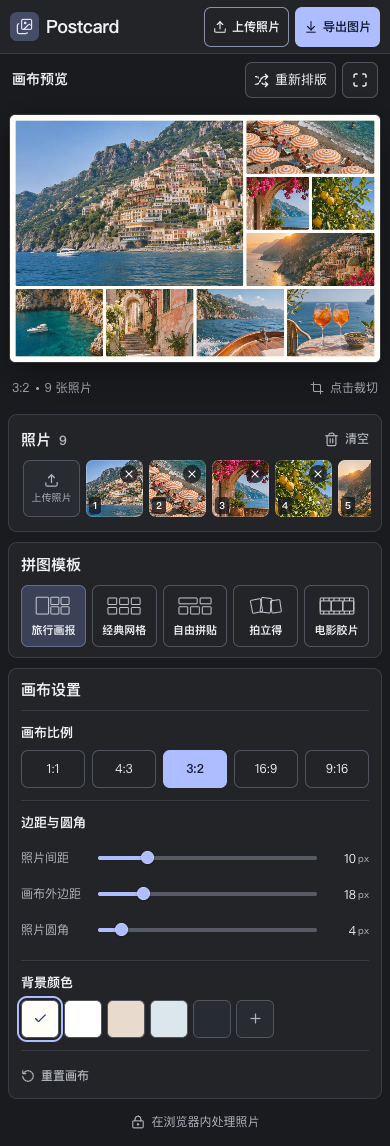 Postcard
上传照片
导出图片
画布预览
重新排版
3:2 • 9 张照片
点击裁切
照片 9
清空
上传照片
1
2
3
4
5
拼图模板
旅行画报
经典网格
自由拼贴
拍立得
电影胶片
画布设置
画布比例
1:1
4:3
3:2
16:9
9:16
边距与圆角
照片间距
10 px
画布外边距
18 px
照片圆角
4 px
背景颜色
重置画布
在浏览器内处理照片